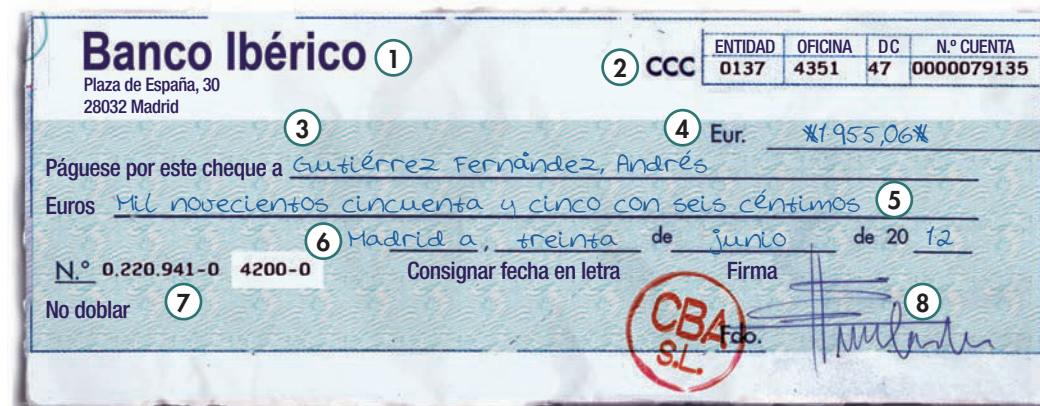 Banco Ibérico 1
Plaza de España, 30
28032 Madrid
2 CCC
ENTIDAD OFICINA DC N.º CUENTA
0137 4351 47 0000079135
3
4 Eur. *1.955,06*
Páguese por este cheque a Gutiérrez Fernández, Andrés
Euros Mil novecientos cincuenta y cinco con seis céntimos 5
6 Madrid a, treinta de junio de 20 12
N.º 0.220.941-0 4200-0 Consignar fecha en letra Firma
No doblar 7
CBA
S.L.
Fdo.
8